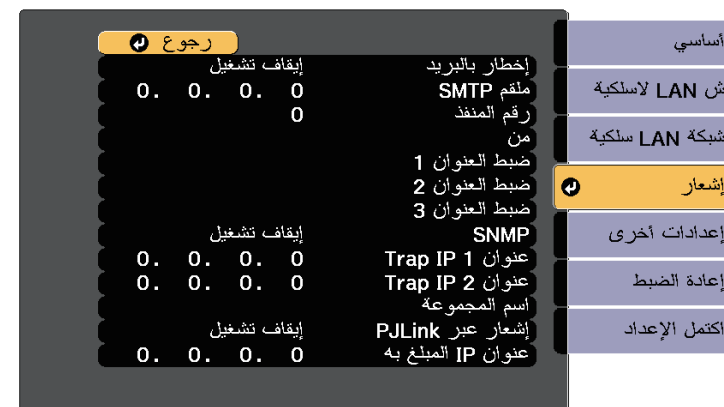 أساسي
ش LAN لاسلكية
شبكة LAN سلكية
إشعار
إعدادات أخرى
إعادة الضبط
اكتمل الإعداد
رجوع
إخطار بالبريد إيقاف تشغيل
ملقم SMTP 0. 0. 0. 0
رقم المنفذ 0
من
ضبط العنوان 1
ضبط العنوان 2
ضبط العنوان 3
SNMP إيقاف تشغيل
عنوان Trap IP 1 0. 0. 0. 0
عنوان Trap IP 2 0. 0. 0. 0
اسم المجموعة
إشعار عبر PJLink إيقاف تشغيل
عنوان IP المبلغ به 0. 0. 0. 0